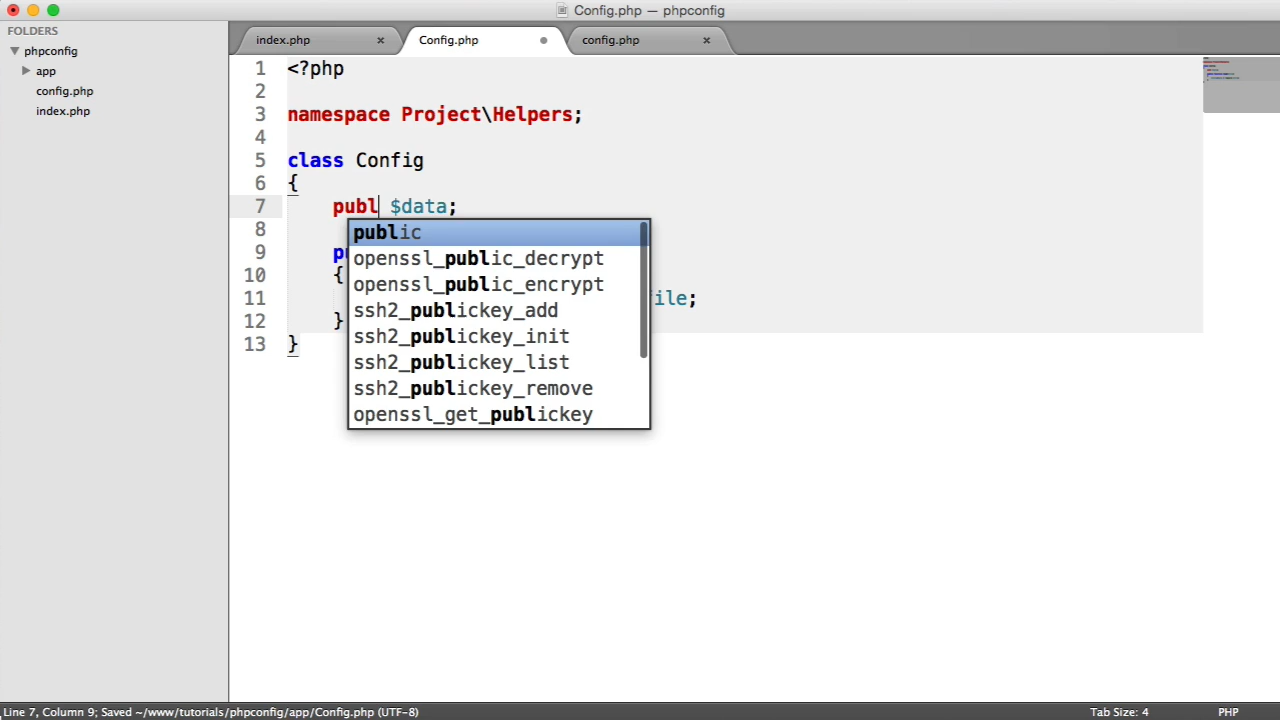 Config.php — phpconfig
FOLDERS
phpconfig
app
config.php
index.php
index.php ×
Config.php
config.php ×
1 <?php
2
3 namespace Project\Helpers;
4
5 class Config
6 {
7 publ $data;
8
9
10 {
11 ile;
12 }
13 }
public
openssl_public_decrypt
openssl_public_encrypt
ssh2_publickey_add
ssh2_publickey_init
ssh2_publickey_list
ssh2_publickey_remove
openssl_get_publickey
Line 7, Column 9; Saved ~/www/tutorials/phpconfig/app/Config.php (UTF-8)
Tab Size: 4
PHP